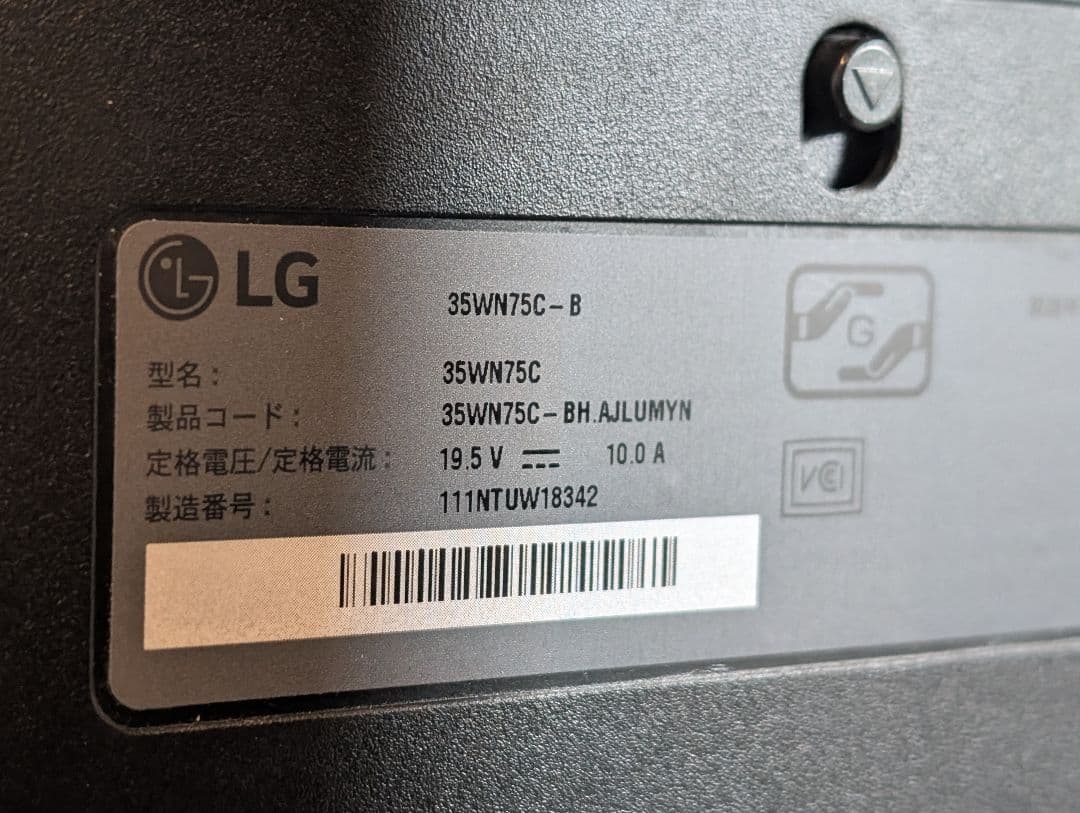 LG
35WN75C-B
型名: 35WN75C
製品コード: 35WN75C-BH.AJLUMYN
定格電圧/定格電流: 19.5 V ⎓ 10.0 A
製造番号: 111NTUW18342
G
VCI